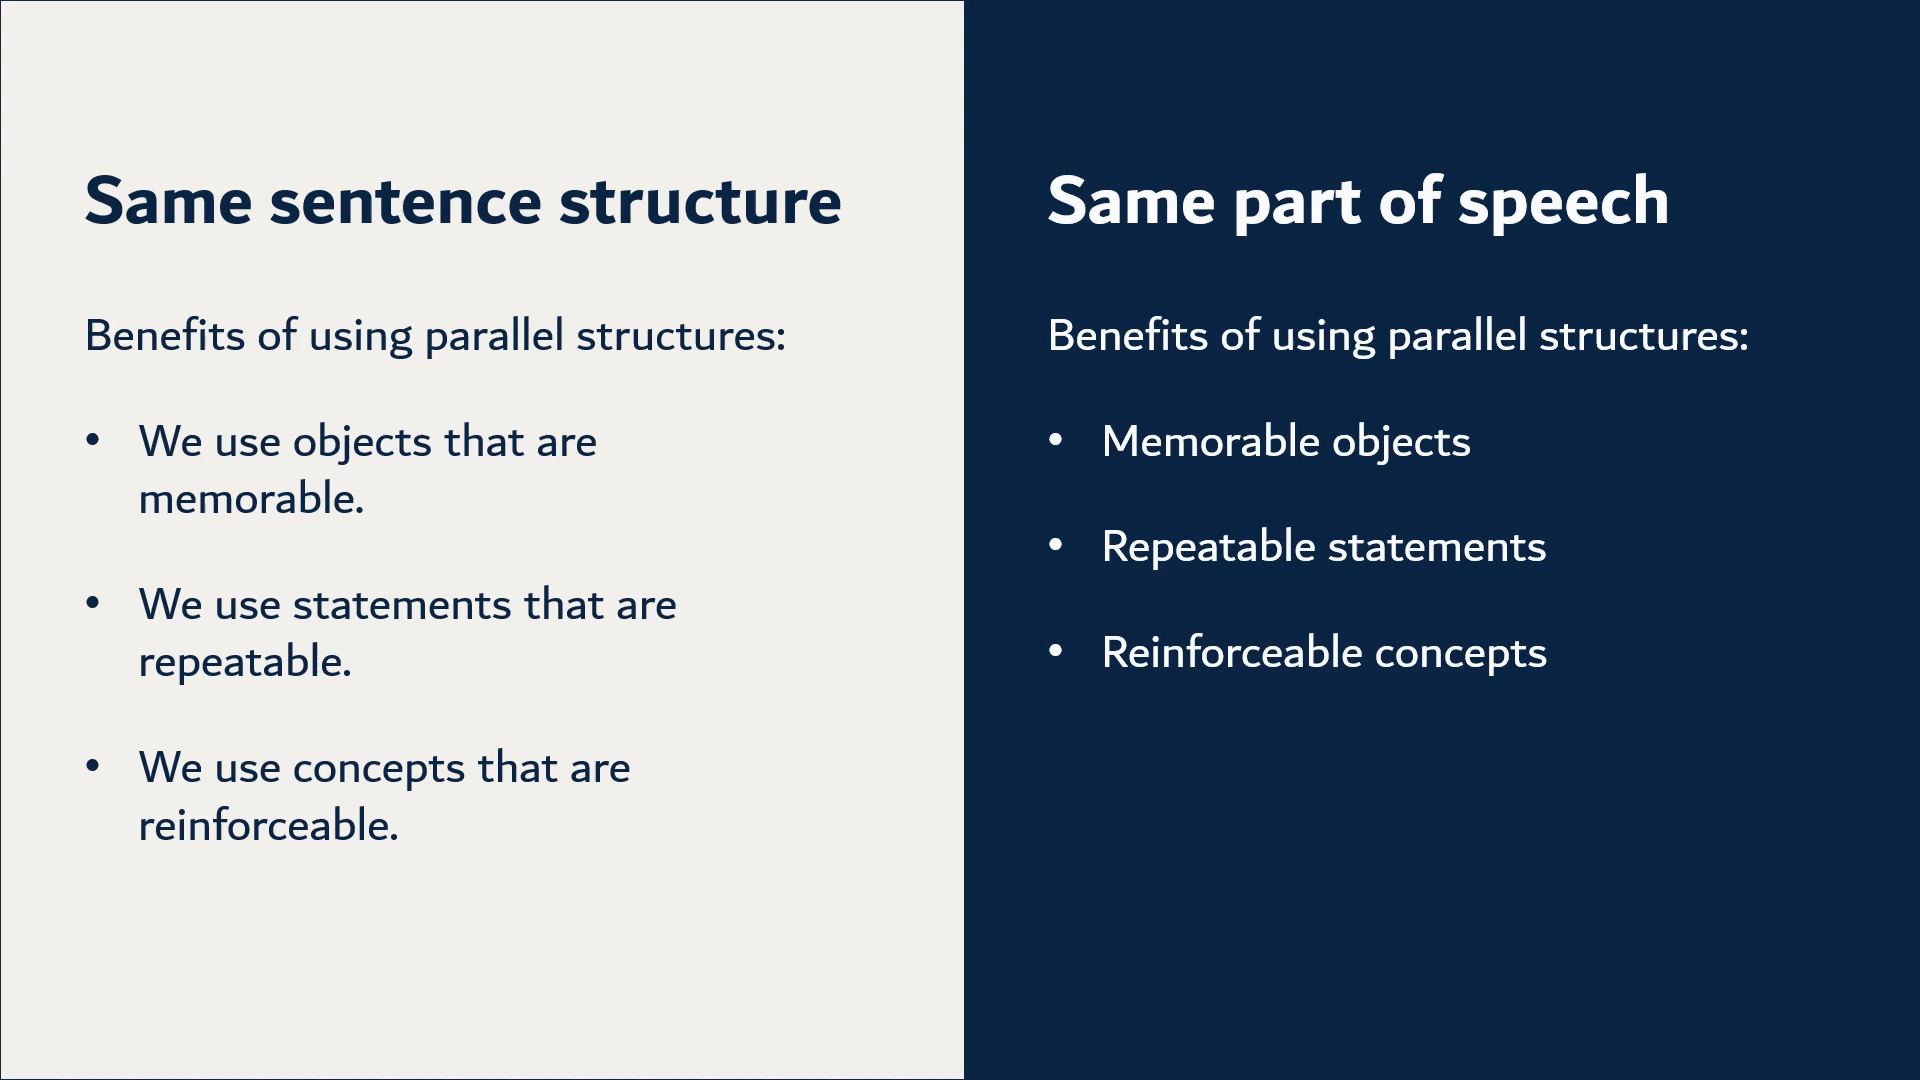 Same sentence structure
Benefits of using parallel structures:
• We use objects that are
memorable.
• We use statements that are
repeatable.
• We use concepts that are
reinforceable.
Same part of speech
Benefits of using parallel structures:
• Memorable objects
• Repeatable statements
• Reinforceable concepts